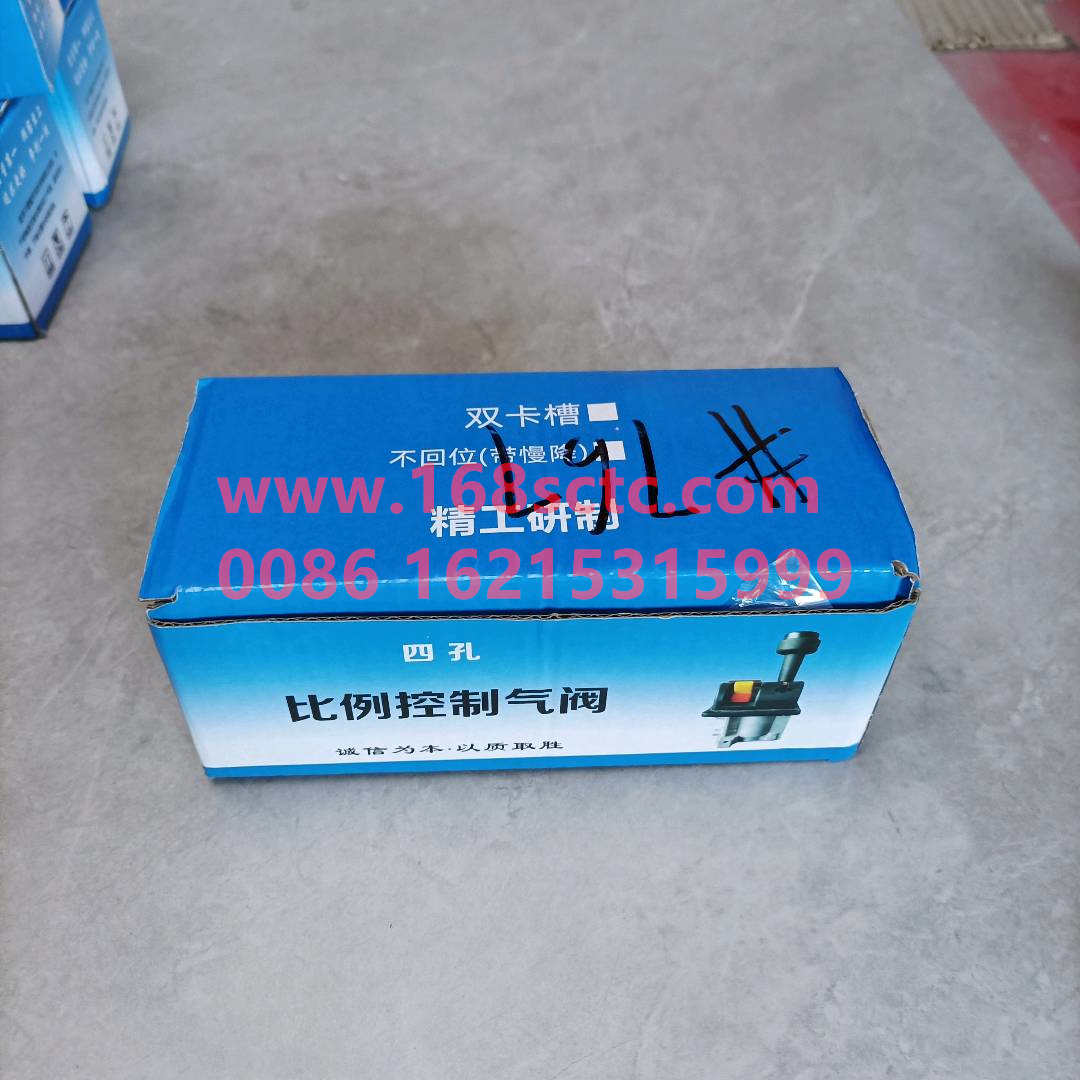 双卡槽
不回位(带慢降)
精工研制
www.168sctc.com
0086 16215315999
四孔
比例控制气阀
诚信为本·以质取胜